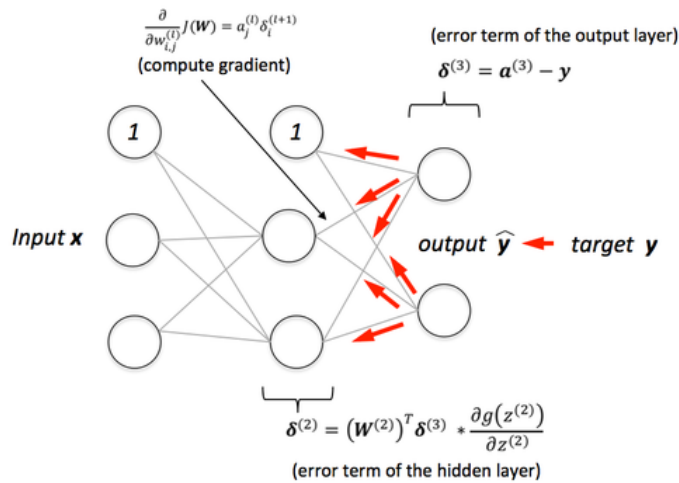 ∂/∂w_{i,j}^{(l)} J(W) = a_j^{(l)} δ_i^{(l+1)}
(compute gradient)
(error term of the output layer)
δ^{(3)} = a^{(3)} − y
1
1
Input x
output ŷ
target y
δ^{(2)} = (W^{(2)})^T δ^{(3)} * ∂g(z^{(2)})/∂z^{(2)}
(error term of the hidden layer)